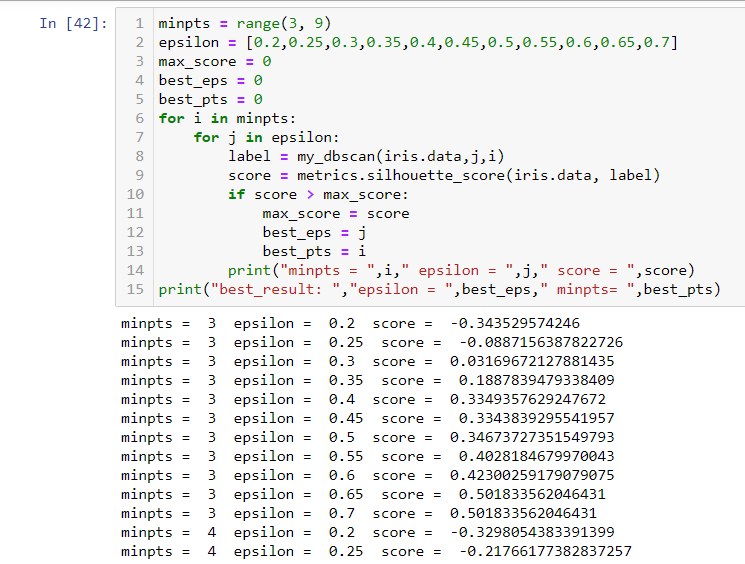 In [42]:
1 minpts = range(3, 9)
2 epsilon = [0.2,0.25,0.3,0.35,0.4,0.45,0.5,0.55,0.6,0.65,0.7]
3 max_score = 0
4 best_eps = 0
5 best_pts = 0
6 for i in minpts:
7     for j in epsilon:
8         label = my_dbscan(iris.data,j,i)
9         score = metrics.silhouette_score(iris.data, label)
10         if score > max_score:
11             max_score = score
12             best_eps = j
13             best_pts = i
14         print("minpts = ",i," epsilon = ",j," score = ",score)
15 print("best_result: ","epsilon = ",best_eps," minpts= ",best_pts)
minpts =  3  epsilon =  0.2  score =  -0.343529574246
minpts =  3  epsilon =  0.25  score =  -0.0887156387822726
minpts =  3  epsilon =  0.3  score =  0.03169672127881435
minpts =  3  epsilon =  0.35  score =  0.1887839479338409
minpts =  3  epsilon =  0.4  score =  0.3349357629247672
minpts =  3  epsilon =  0.45  score =  0.3343839295541957
minpts =  3  epsilon =  0.5  score =  0.34673727351549793
minpts =  3  epsilon =  0.55  score =  0.4028184679970043
minpts =  3  epsilon =  0.6  score =  0.42300259179079075
minpts =  3  epsilon =  0.65  score =  0.501833562046431
minpts =  3  epsilon =  0.7  score =  0.501833562046431
minpts =  4  epsilon =  0.2  score =  -0.3298054383391399
minpts =  4  epsilon =  0.25  score =  -0.21766177382837257